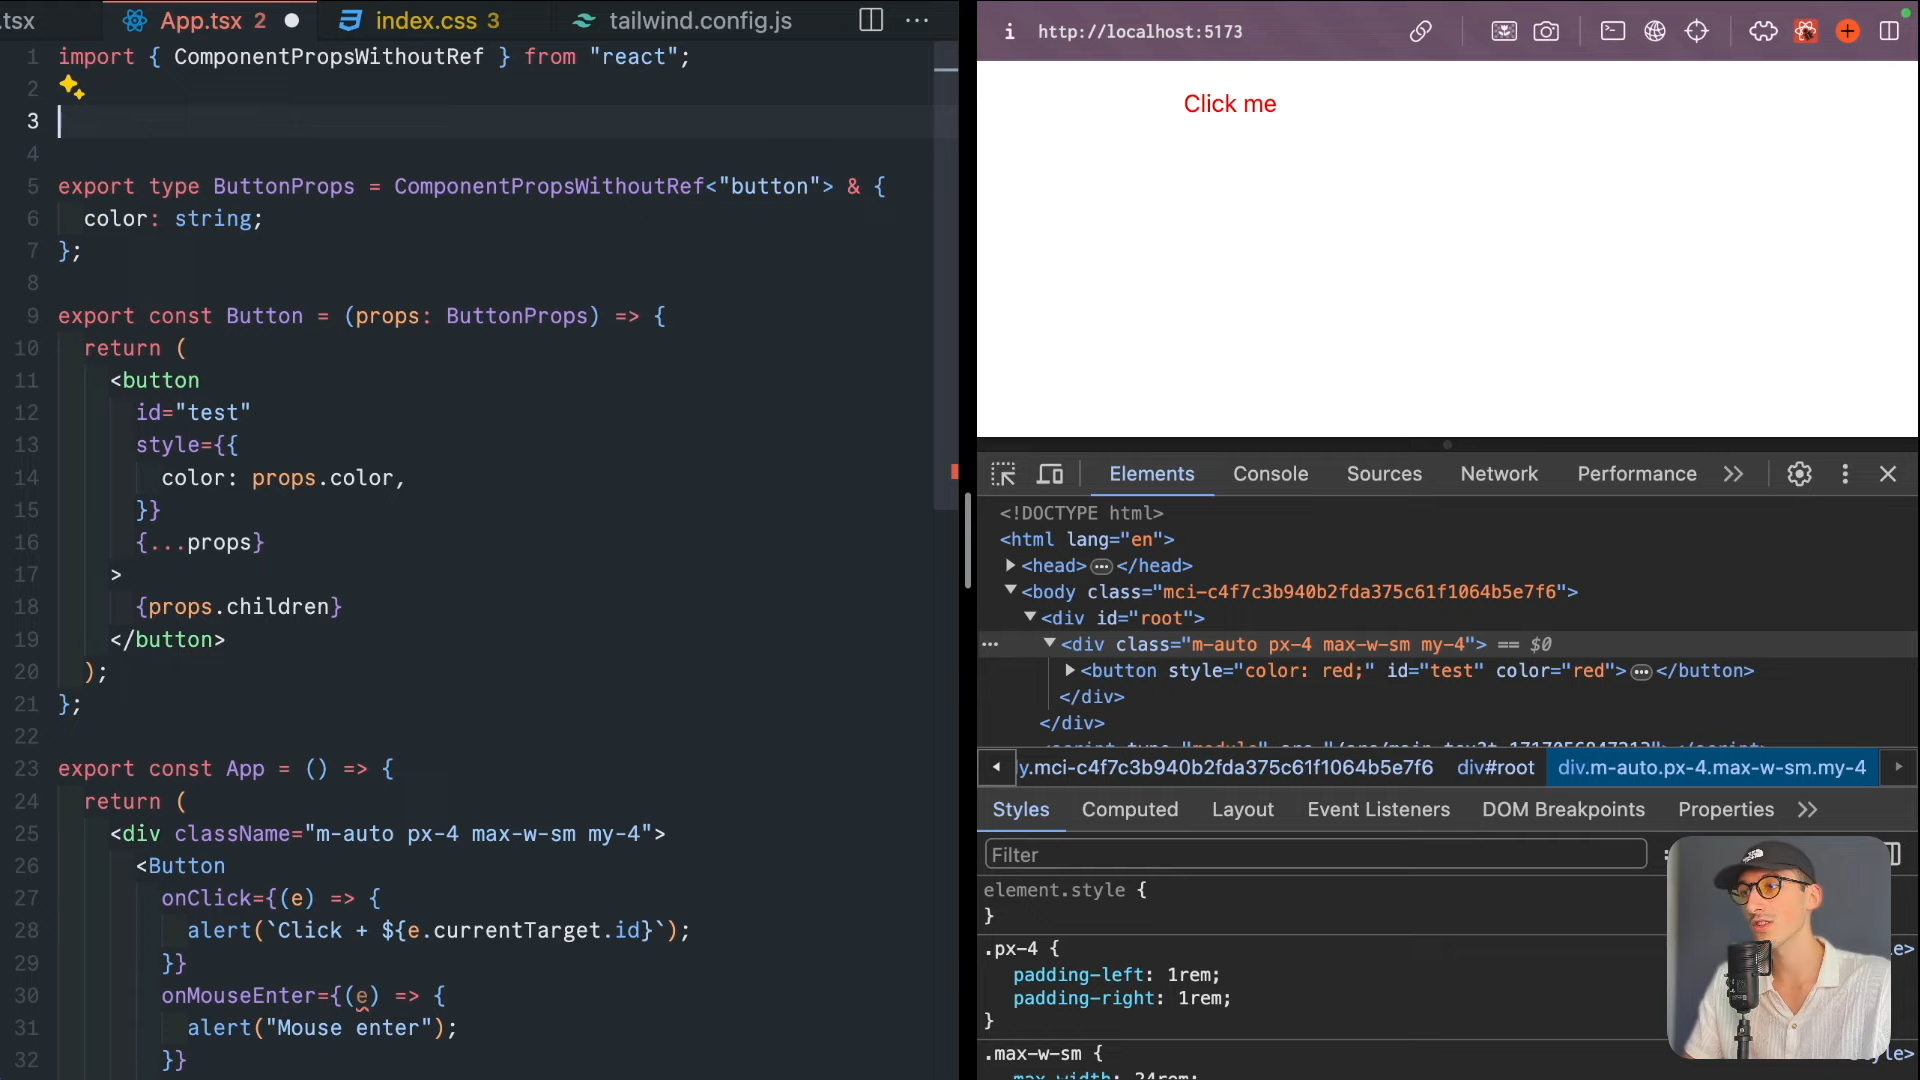 .tsx
App.tsx 2
index.css 3
tailwind.config.js
1 import { ComponentPropsWithoutRef } from "react";
2
3
4
5 export type ButtonProps = ComponentPropsWithoutRef<"button"> & {
6 color: string;
7 };
8
9 export const Button = (props: ButtonProps) => {
10 return (
11 <button
12 id="test"
13 style={{
14 color: props.color,
15 }}
16 {...props}
17 >
18 {props.children}
19 </button>
20 );
21 };
22
23 export const App = () => {
24 return (
25 <div className="m-auto px-4 max-w-sm my-4">
26 <Button
27 onClick={(e) => {
28 alert(`Click + ${e.currentTarget.id}`);
29 }}
30 onMouseEnter={(e) => {
31 alert("Mouse enter");
32 }}
http://localhost:5173
Click me
Elements
Console
Sources
Network
Performance
<!DOCTYPE html>
<html lang="en">
<head> </head>
<body class="mci-c4f7c3b940b2fda375c61f1064b5e7f6">
<div id="root">
<div class="m-auto px-4 max-w-sm my-4"> == $0
<button style="color: red;" id="test" color="red"> </button>
</div>
</div>
y.mci-c4f7c3b940b2fda375c61f1064b5e7f6
div#root
div.m-auto.px-4.max-w-sm.my-4
Styles
Computed
Layout
Event Listeners
DOM Breakpoints
Properties
Filter
element.style {
}
.px-4 {
padding-left: 1rem;
padding-right: 1rem;
}
.max-w-sm {
max-width: 24rem;